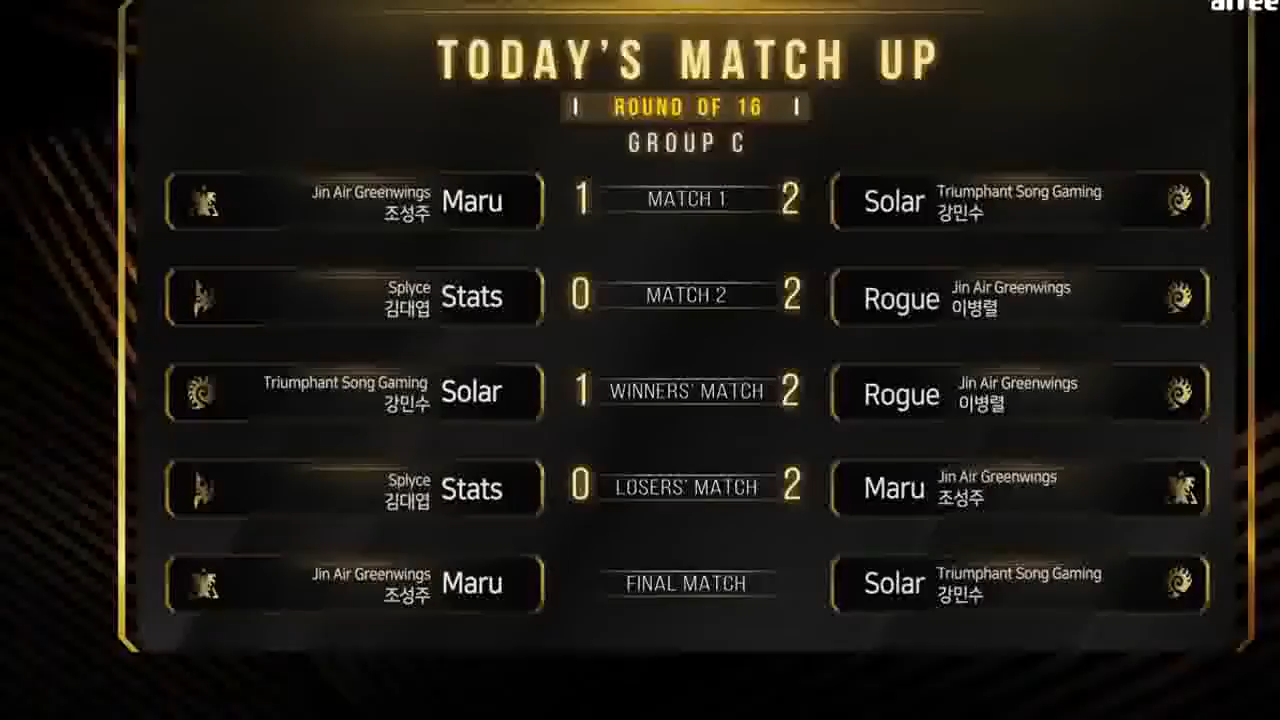 TODAY'S MATCH UP
ROUND OF 16
GROUP C
Jin Air Greenwings
조성주
Maru
1
MATCH 1
2
Solar
Triumphant Song Gaming
강민수
Splyce
김대엽
Stats
0
MATCH 2
2
Rogue
Jin Air Greenwings
이병렬
Triumphant Song Gaming
강민수
Solar
1
WINNERS' MATCH
2
Rogue
Jin Air Greenwings
이병렬
Splyce
김대엽
Stats
0
LOSERS' MATCH
2
Maru
Jin Air Greenwings
조성주
Jin Air Greenwings
조성주
Maru
FINAL MATCH
Solar
Triumphant Song Gaming
강민수